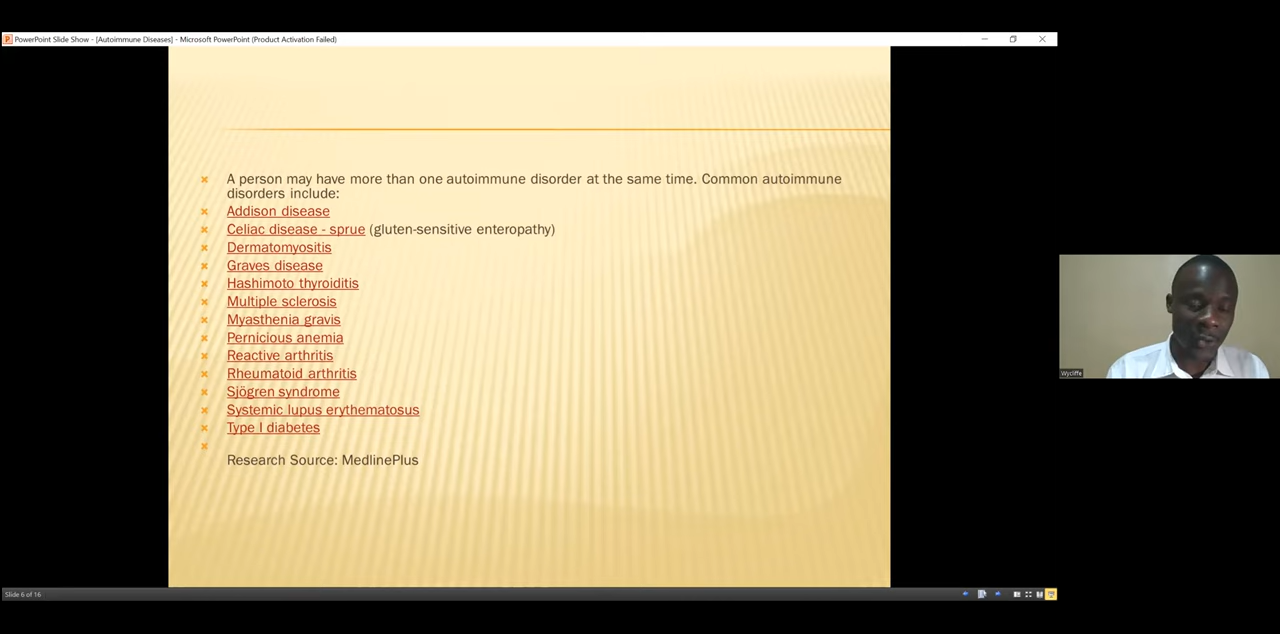 PowerPoint Slide Show - [Autoimmune Diseases] - Microsoft PowerPoint (Product Activation Failed)
A person may have more than one autoimmune disorder at the same time. Common autoimmune
disorders include:
Addison disease
Celiac disease - sprue (gluten-sensitive enteropathy)
Dermatomyositis
Graves disease
Hashimoto thyroiditis
Multiple sclerosis
Myasthenia gravis
Pernicious anemia
Reactive arthritis
Rheumatoid arthritis
Sjögren syndrome
Systemic lupus erythematosus
Type I diabetes
Research Source: MedlinePlus
Wycliffe
Slide 6 of 16